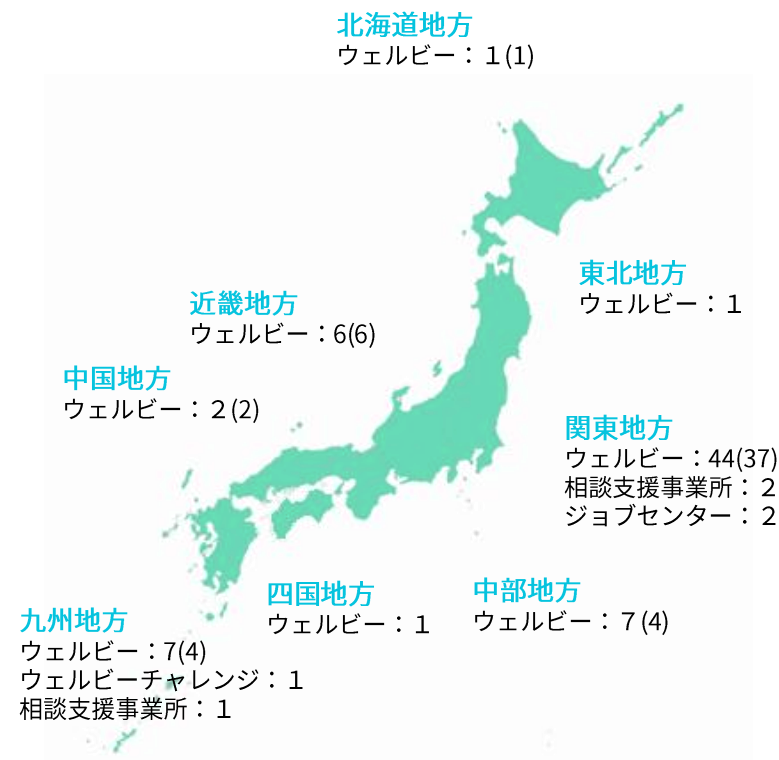 北海道地方
ウェルビー：１(1)
東北地方
ウェルビー：１
近畿地方
ウェルビー：6(6)
中国地方
ウェルビー：２(2)
関東地方
ウェルビー：44(37)
相談支援事業所：２
ジョブセンター：２
四国地方
ウェルビー：１
中部地方
ウェルビー：７(4)
九州地方
ウェルビー：7(4)
ウェルビーチャレンジ：１
相談支援事業所：１